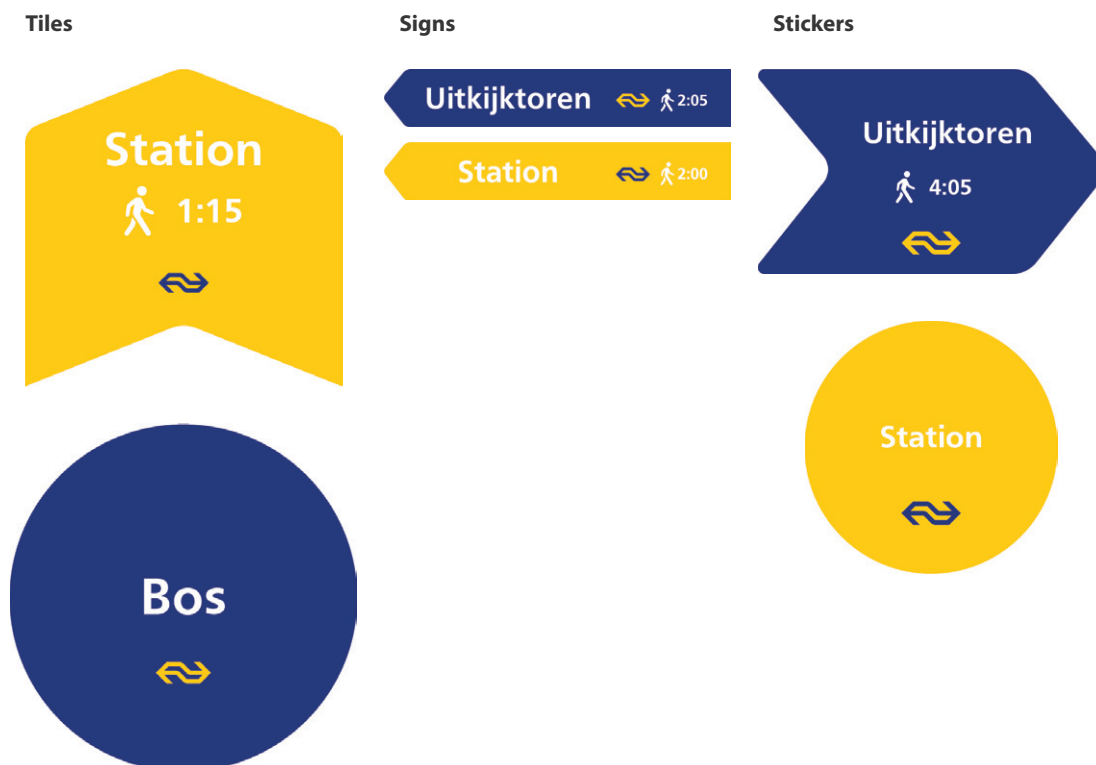 Tiles
Station
1:15
Bos
Signs
Uitkijktoren 2:05
Station 2:00
Stickers
Uitkijktoren
4:05
Station